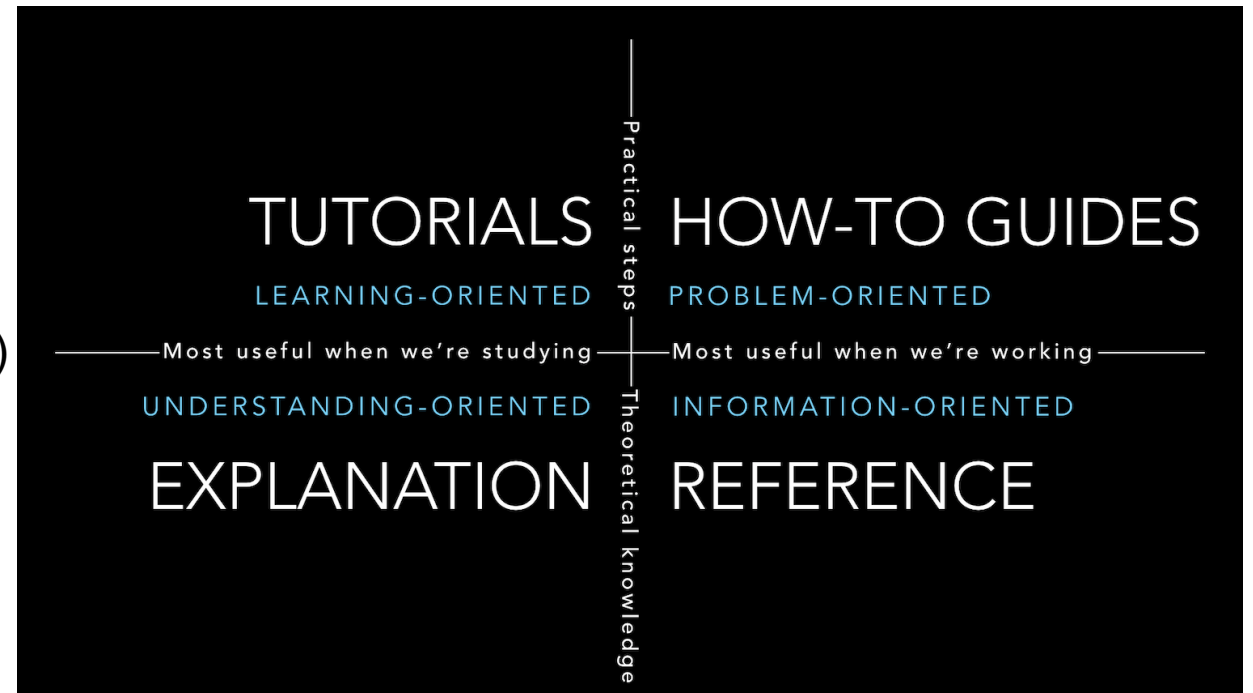 Practical steps
TUTORIALS HOW-TO GUIDES
LEARNING-ORIENTED PROBLEM-ORIENTED
) Most useful when we're studying Most useful when we're working
UNDERSTANDING-ORIENTED INFORMATION-ORIENTED
EXPLANATION REFERENCE
Theoretical knowledge